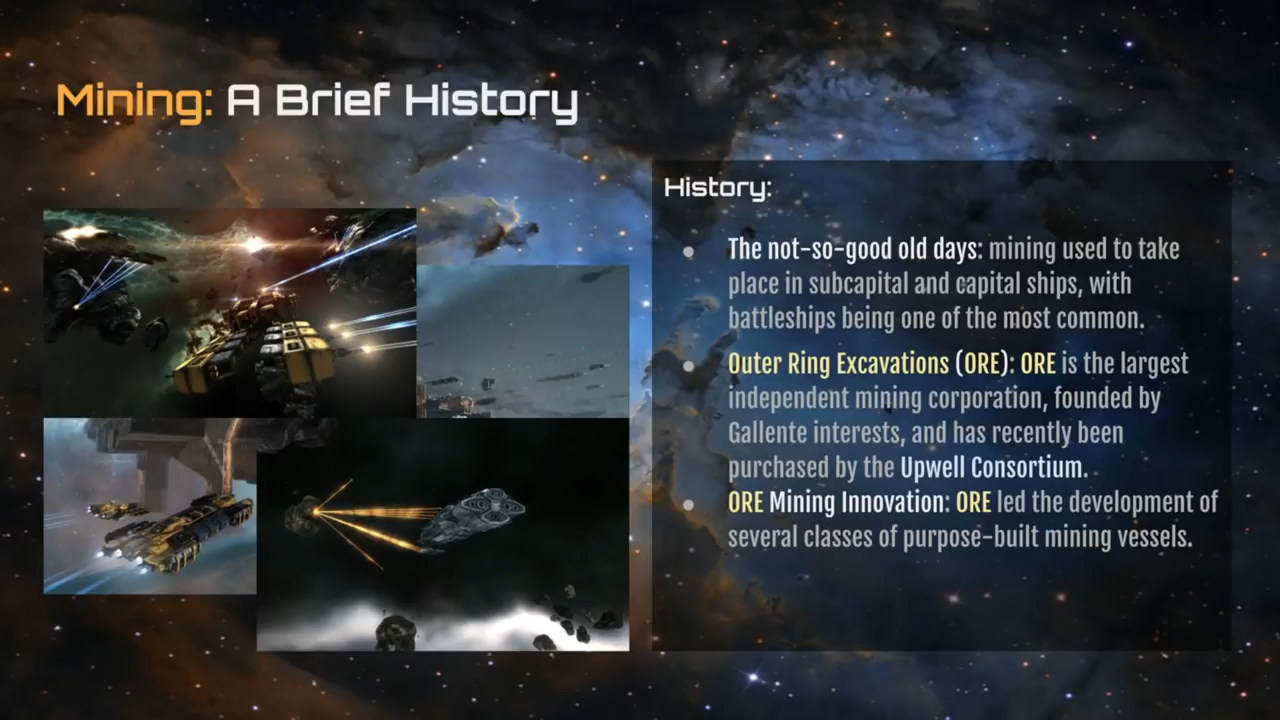 Mining: A Brief History
History:
The not-so-good old days: mining used to take
place in subcapital and capital ships, with
battleships being one of the most common.
Outer Ring Excavations (ORE): ORE is the largest
independent mining corporation, founded by
Gallente interests, and has recently been
purchased by the Upwell Consortium.
ORE Mining Innovation: ORE led the development of
several classes of purpose-built mining vessels.